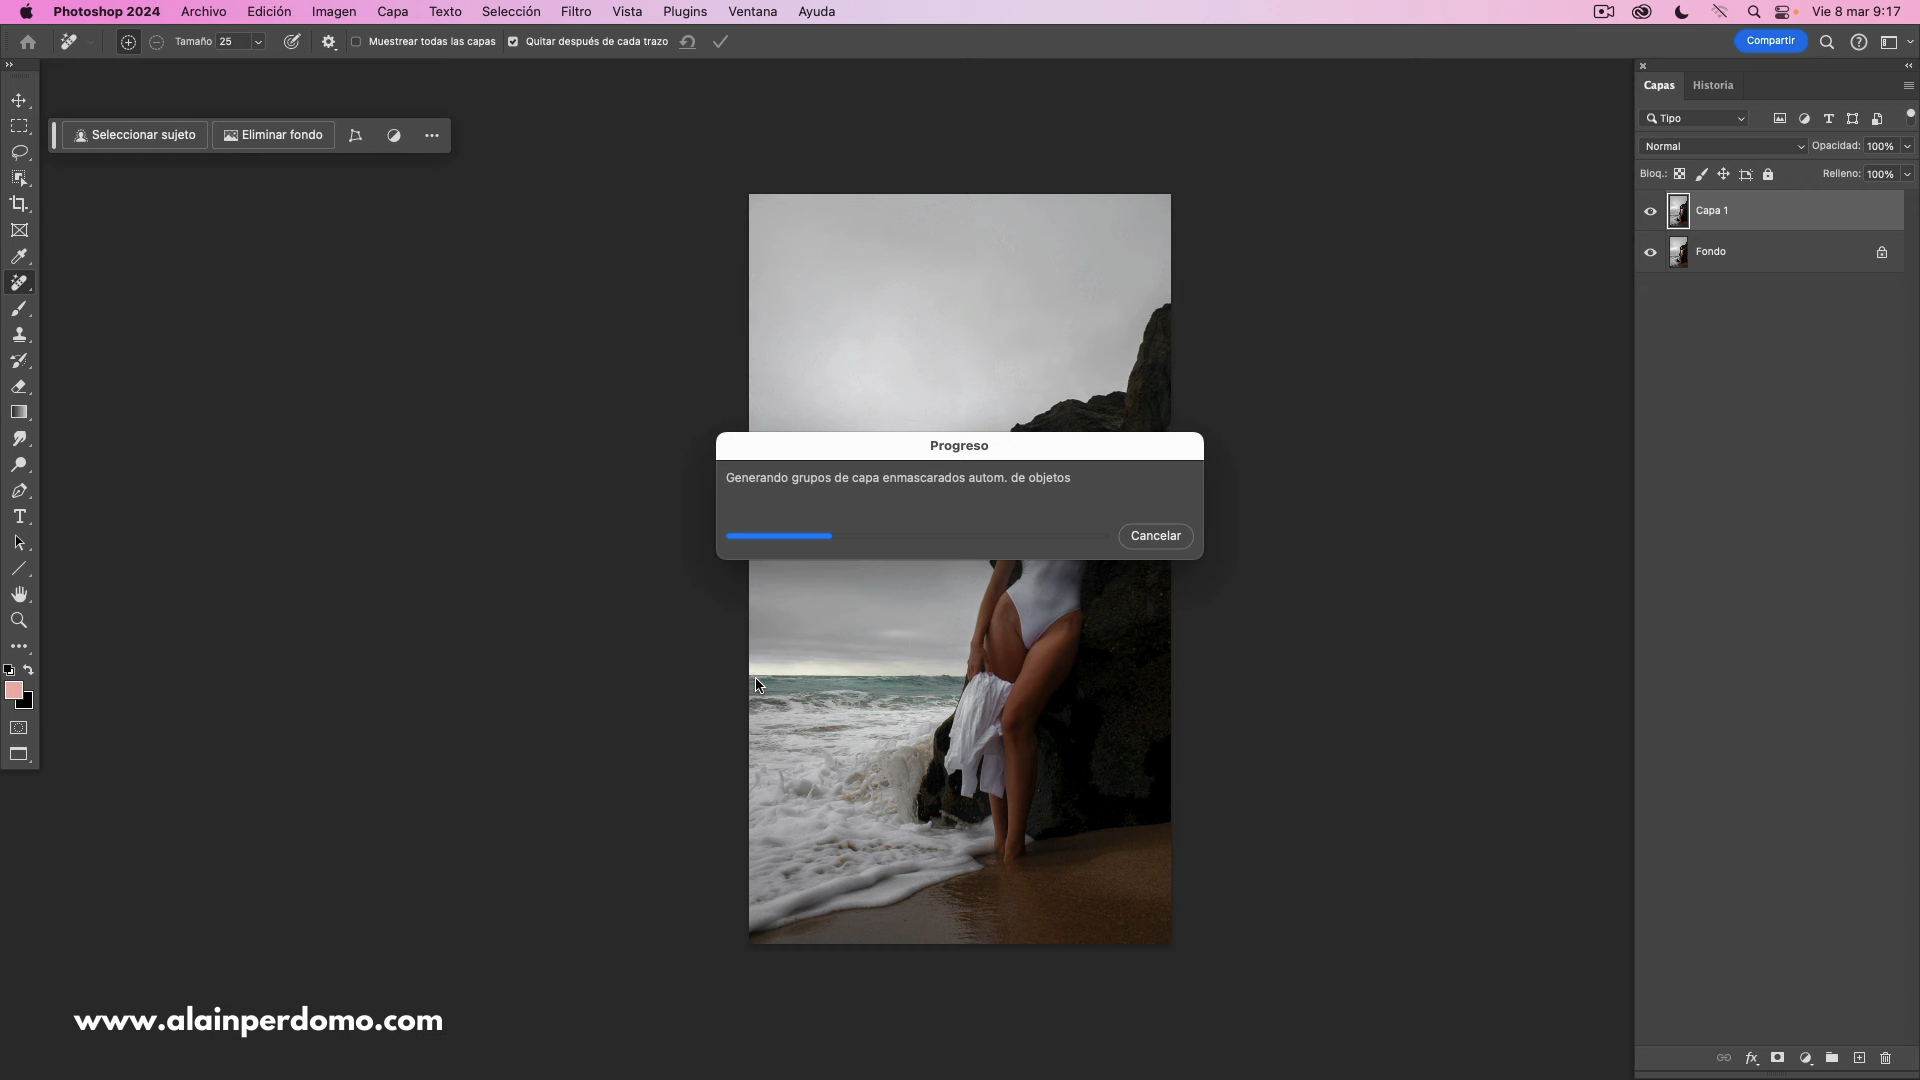 Photoshop 2024 Archivo Edición Imagen Capa Texto Selección Filtro Vista Plugins Ventana Ayuda Vie 8 mar 9:17
Tamaño 25 Muestrear todas las capas Quitar después de cada trazo Compartir
Capas Historia
Tipo
Seleccionar sujeto Eliminar fondo
Normal Opacidad: 100%
Bloq.: Relleno: 100%
Capa 1
Fondo
Progreso
Generando grupos de capa enmascarados autom. de objetos
Cancelar
www.alainperdomo.com